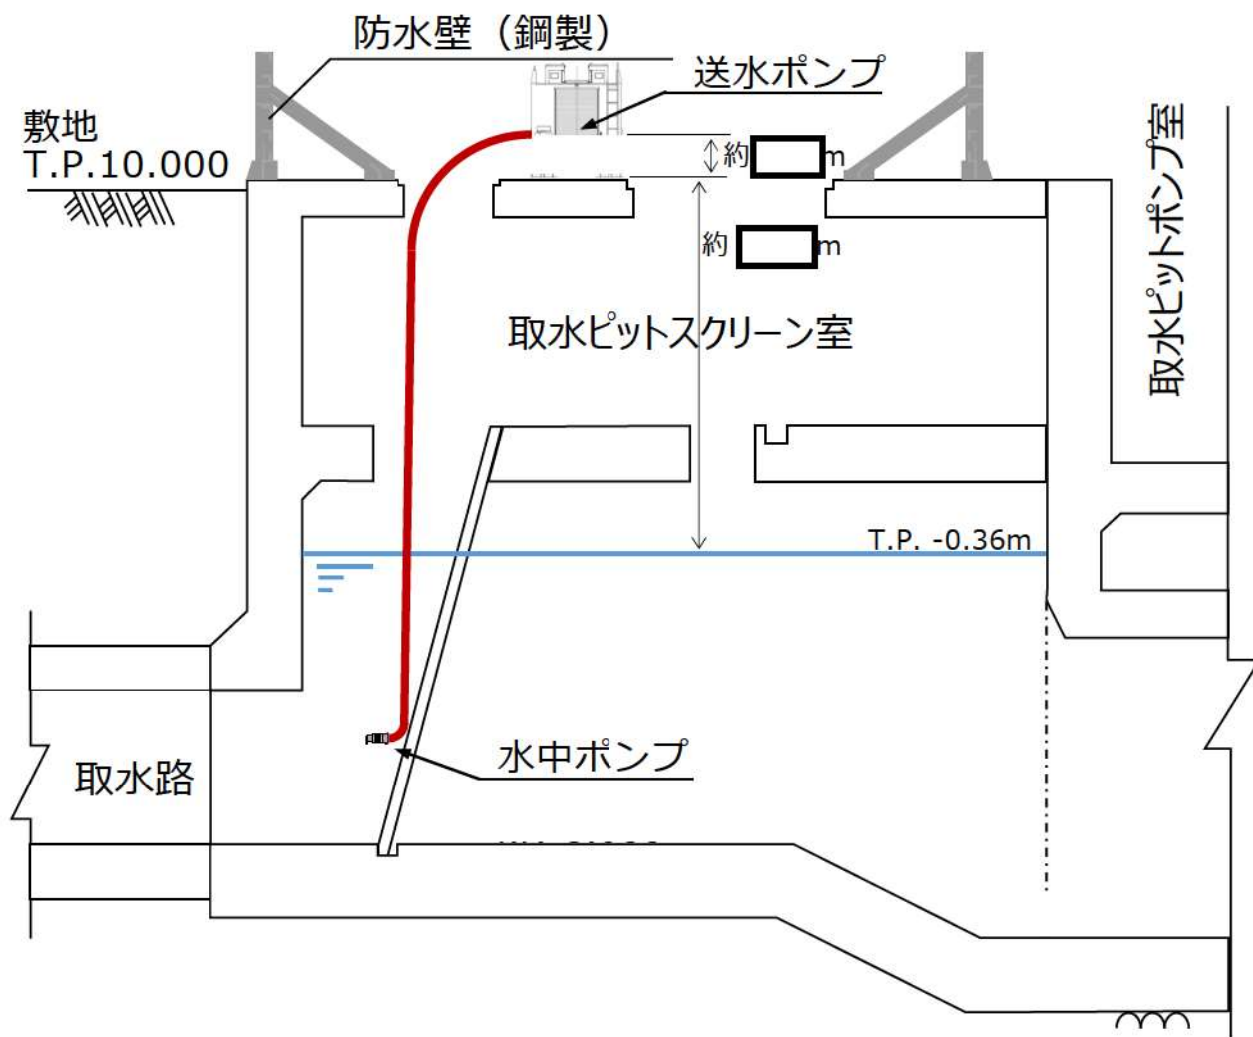 防水壁（鋼製）
送水ポンプ
敷地
T.P.10.000
約 m
約 m
取水ピットポンプ室
取水ピットスクリーン室
T.P. -0.36m
水中ポンプ
取水路